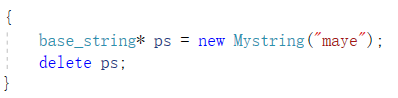 {
base_string* ps = new Mystring("maye");
delete ps;
}